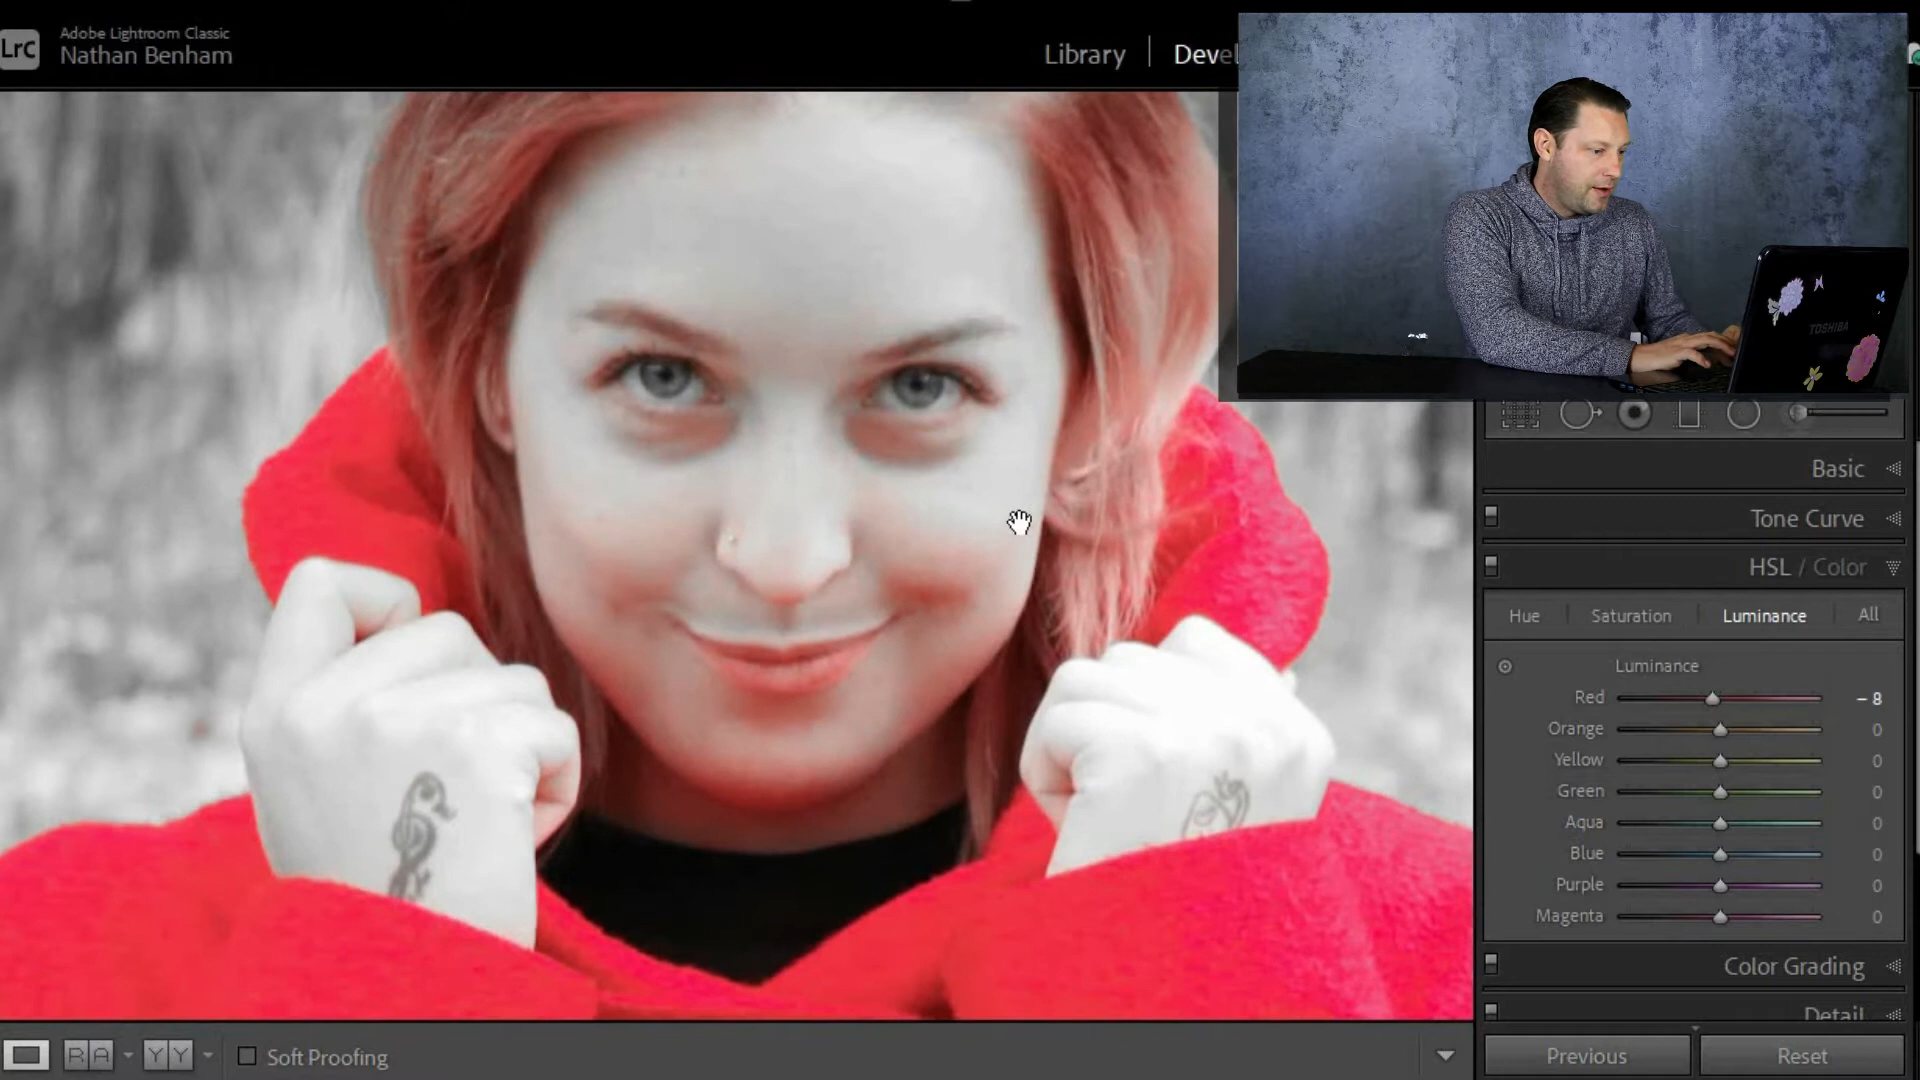 LrC
Adobe Lightroom Classic
Nathan Benham
Library
Devel
TOSHIBA
Basic
Tone Curve
HSL / Color
Hue Saturation Luminance All
Luminance
Red - 8
Orange 0
Yellow 0
Green 0
Aqua 0
Blue 0
Purple 0
Magenta 0
Color Grading
Detail
R A Y Y Soft Proofing
Previous Reset